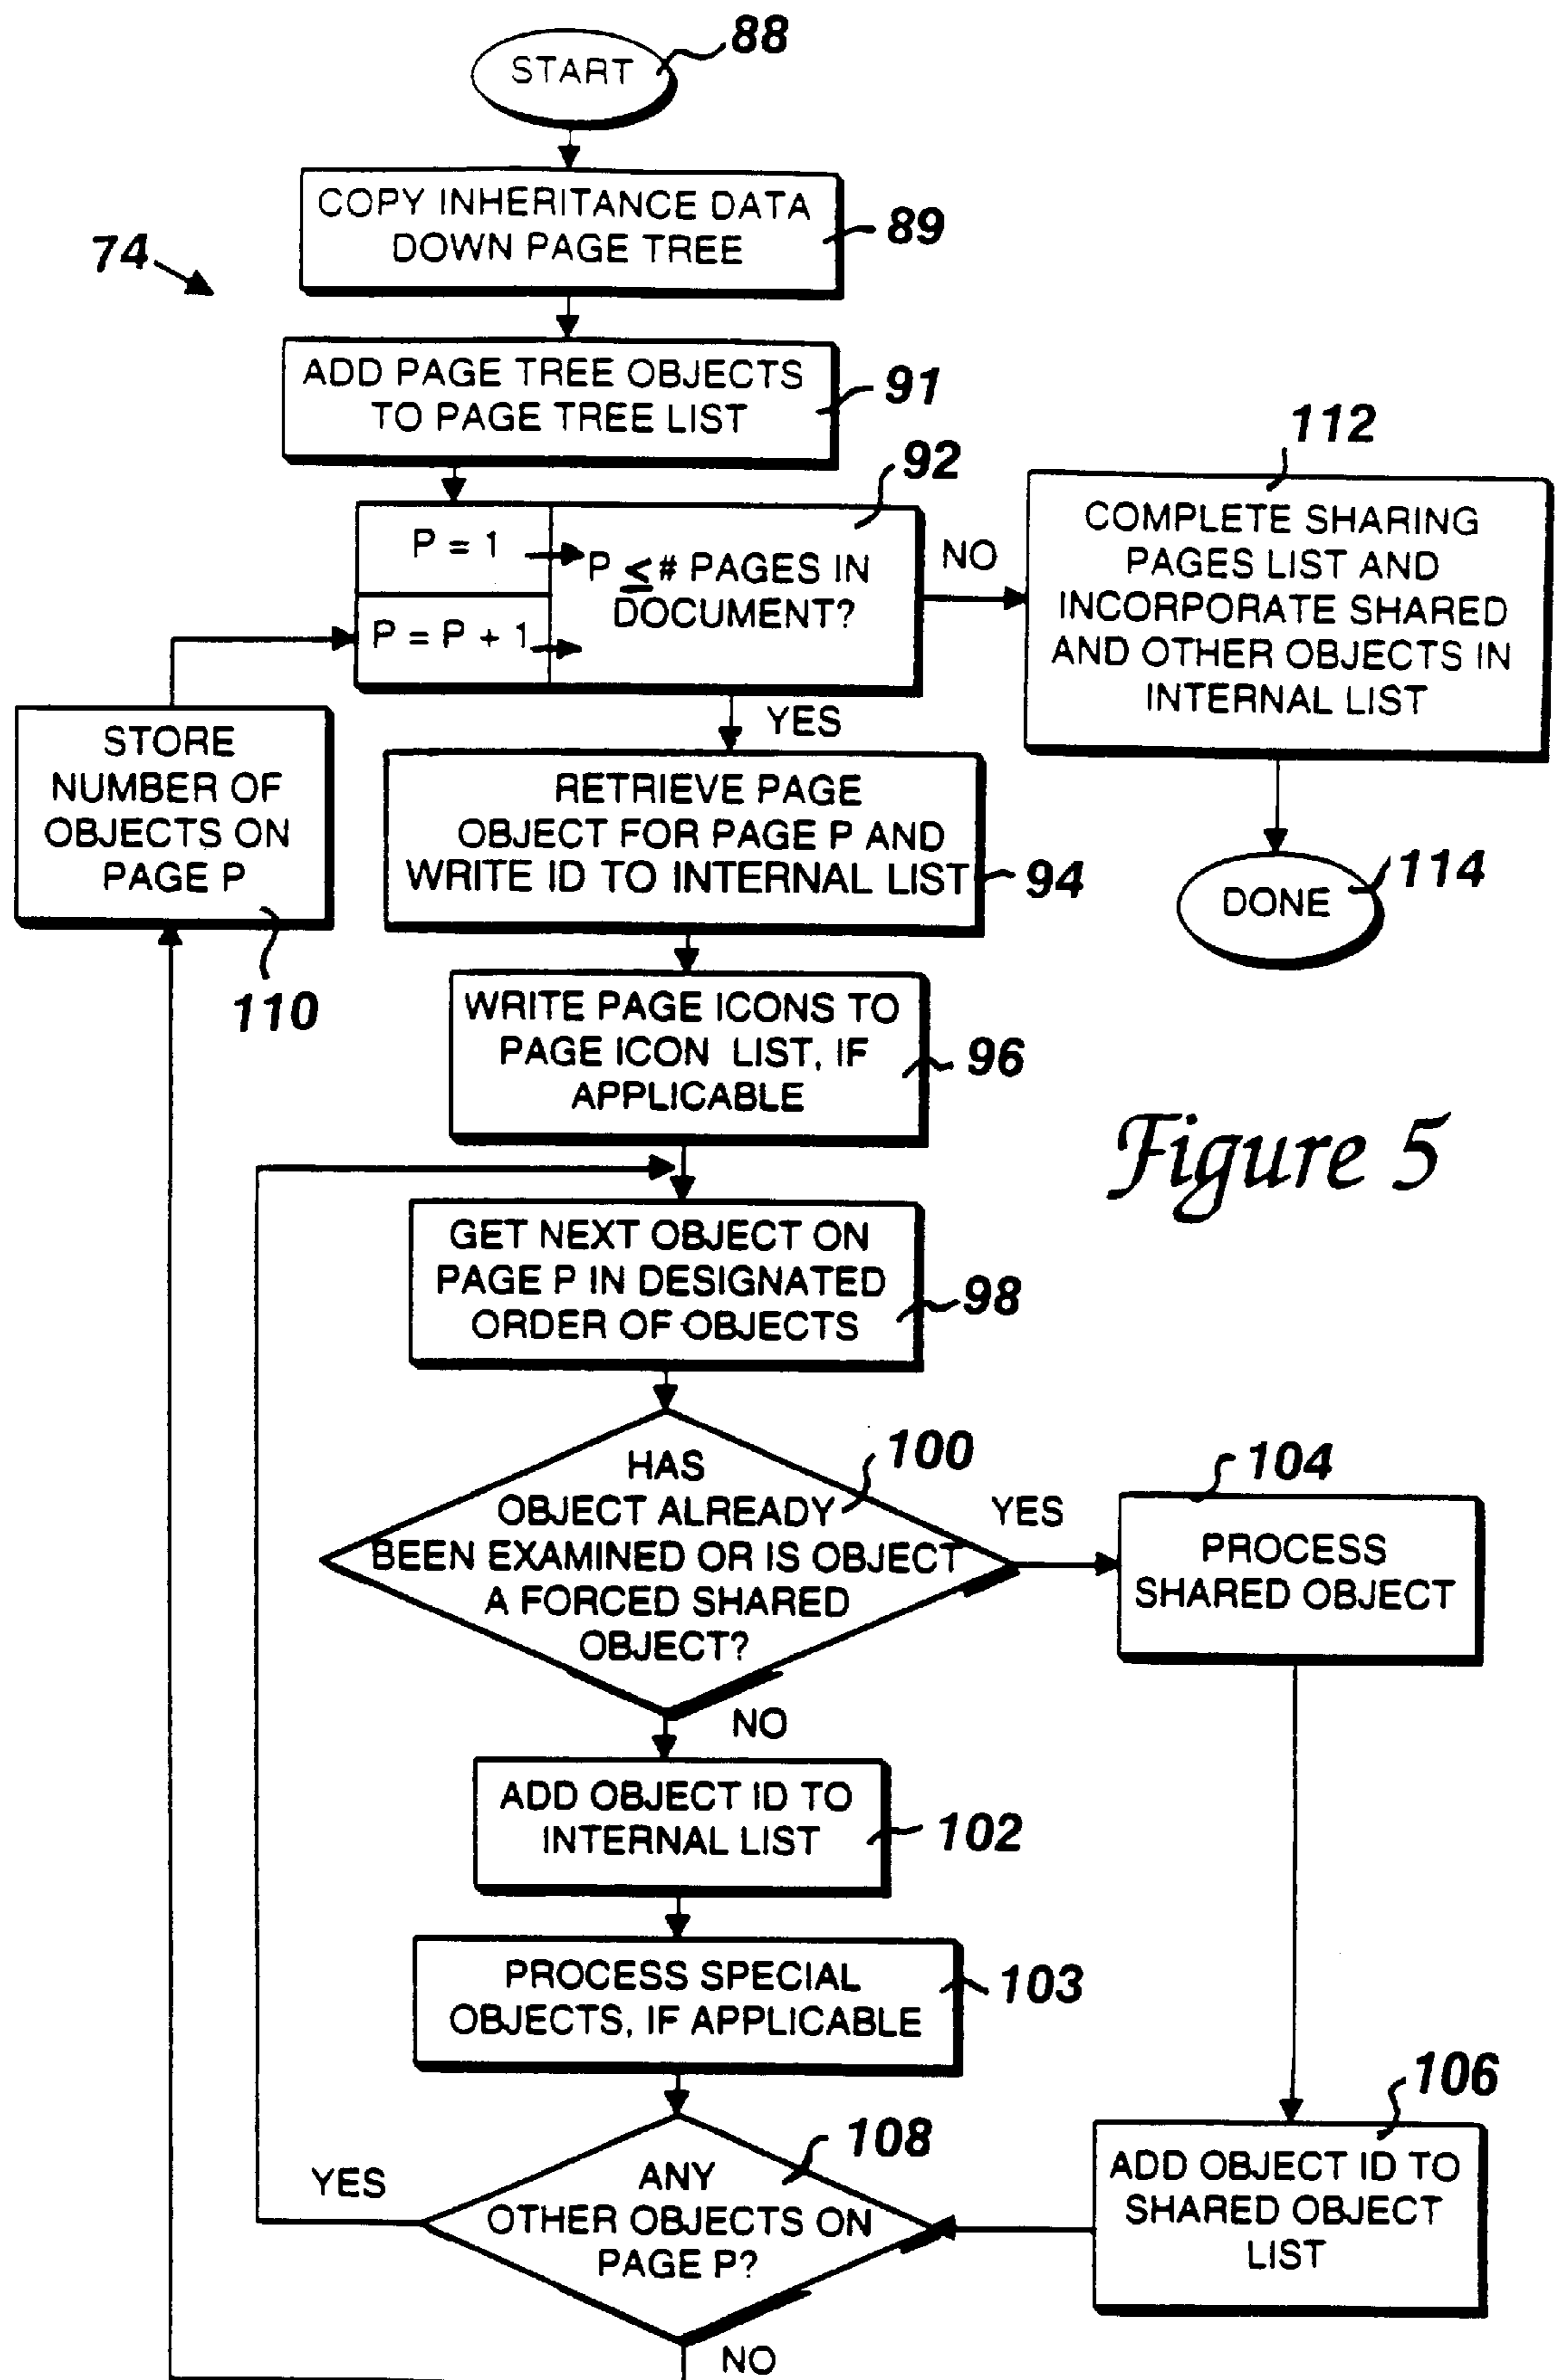 START
88
COPY INHERITANCE DATA
DOWN PAGE TREE
89
74
ADD PAGE TREE OBJECTS
TO PAGE TREE LIST
91
92
P = 1
P = P + 1
P ≤ # PAGES IN
DOCUMENT?
NO
YES
112
COMPLETE SHARING
PAGES LIST AND
INCORPORATE SHARED
AND OTHER OBJECTS IN
INTERNAL LIST
DONE
114
STORE
NUMBER OF
OBJECTS ON
PAGE P
110
RETRIEVE PAGE
OBJECT FOR PAGE P AND
WRITE ID TO INTERNAL LIST
94
WRITE PAGE ICONS TO
PAGE ICON LIST, IF
APPLICABLE
96
Figure 5
GET NEXT OBJECT ON
PAGE P IN DESIGNATED
ORDER OF OBJECTS
98
HAS
OBJECT ALREADY
BEEN EXAMINED OR IS OBJECT
A FORCED SHARED
OBJECT?
100
YES
104
PROCESS
SHARED OBJECT
NO
ADD OBJECT ID TO
INTERNAL LIST
102
PROCESS SPECIAL
OBJECTS, IF APPLICABLE
103
106
ADD OBJECT ID TO
SHARED OBJECT
LIST
108
ANY
OTHER OBJECTS ON
PAGE P?
YES
NO